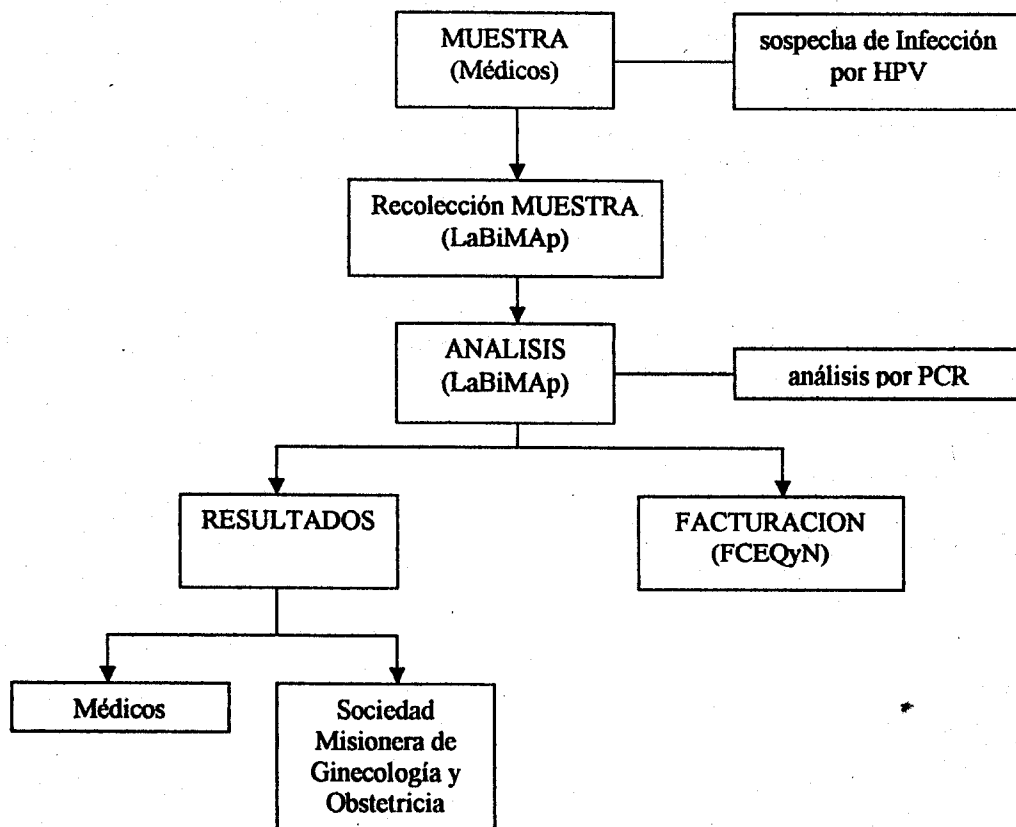 MUESTRA
(Médicos)
sospecha de Infección
por HPV
Recolección MUESTRA
(LaBiMAp)
ANALISIS
(LaBiMAp)
análisis por PCR
RESULTADOS
FACTURACION
(FCEQyN)
Médicos
Sociedad
Misionera de
Ginecología y
Obstetricia